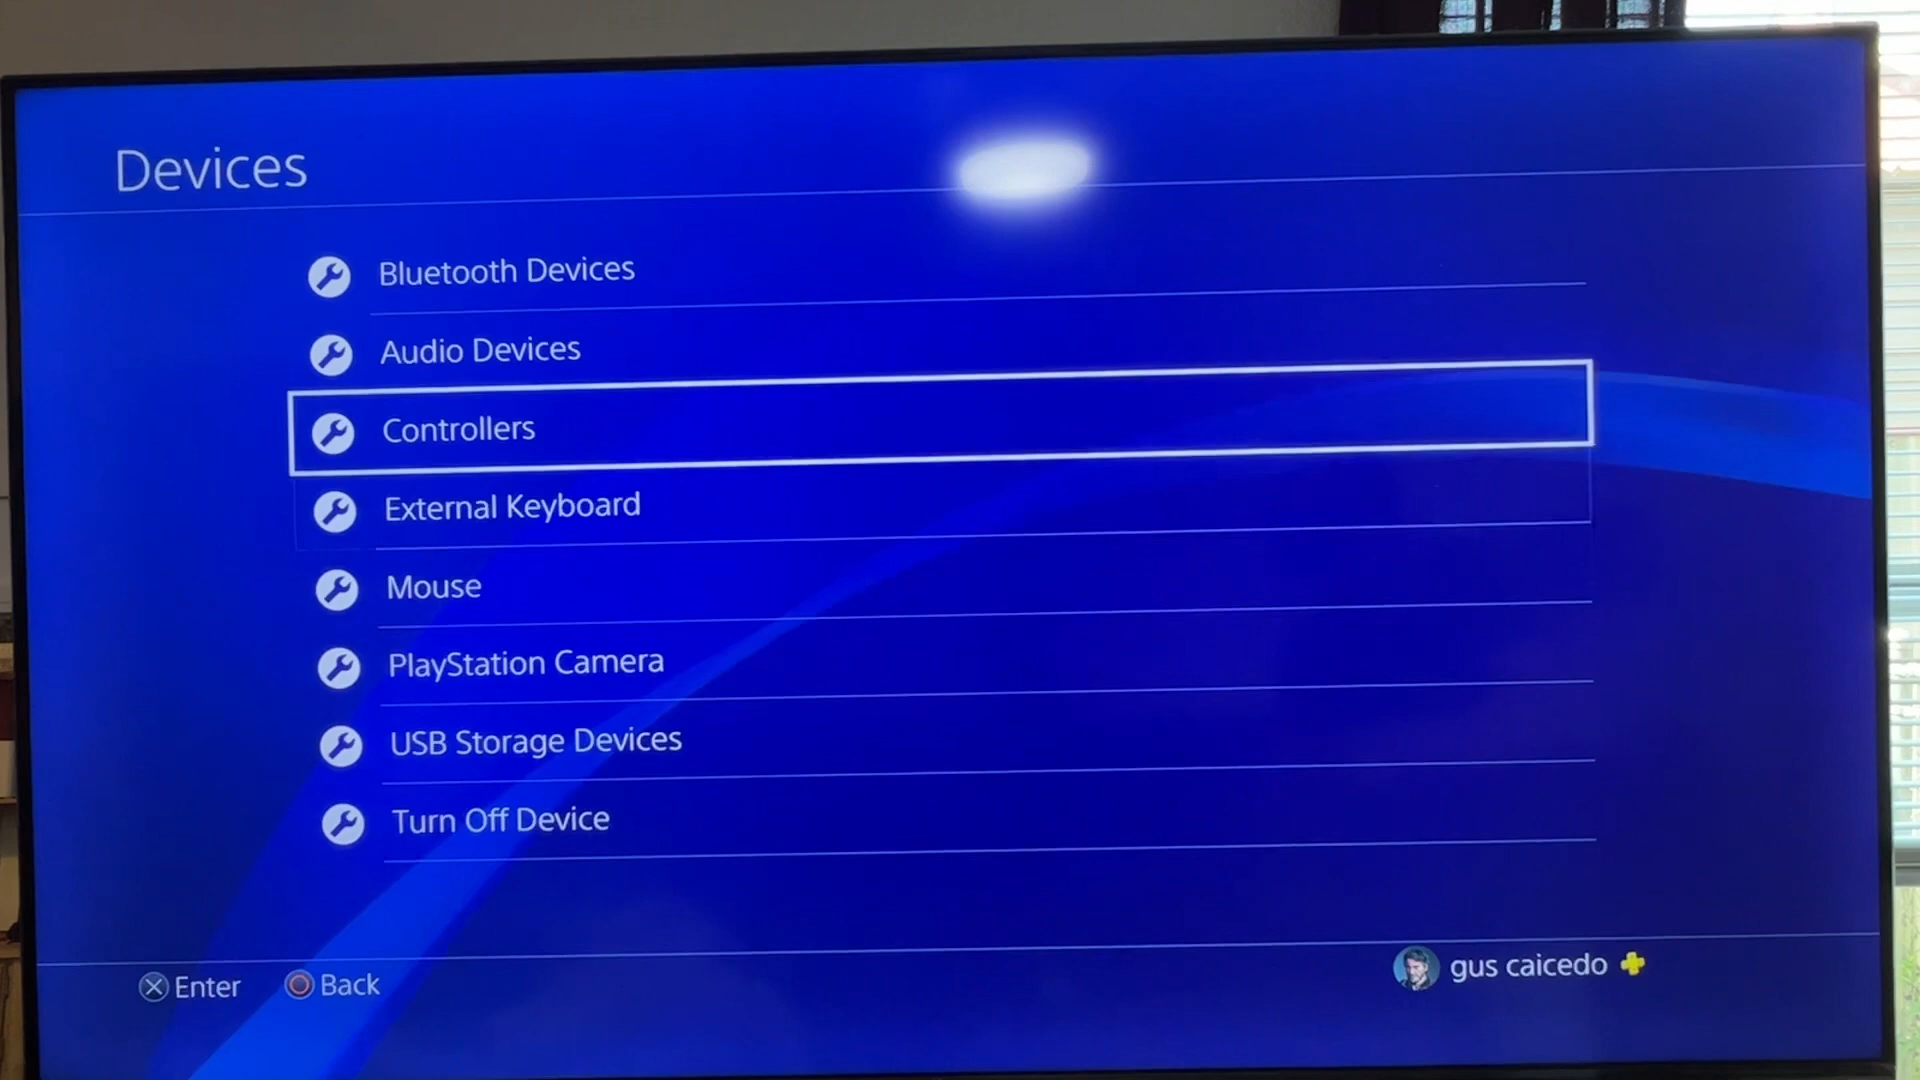 Devices
Bluetooth Devices
Audio Devices
Controllers
External Keyboard
Mouse
PlayStation Camera
USB Storage Devices
Turn Off Device
Enter
Back
gus caicedo